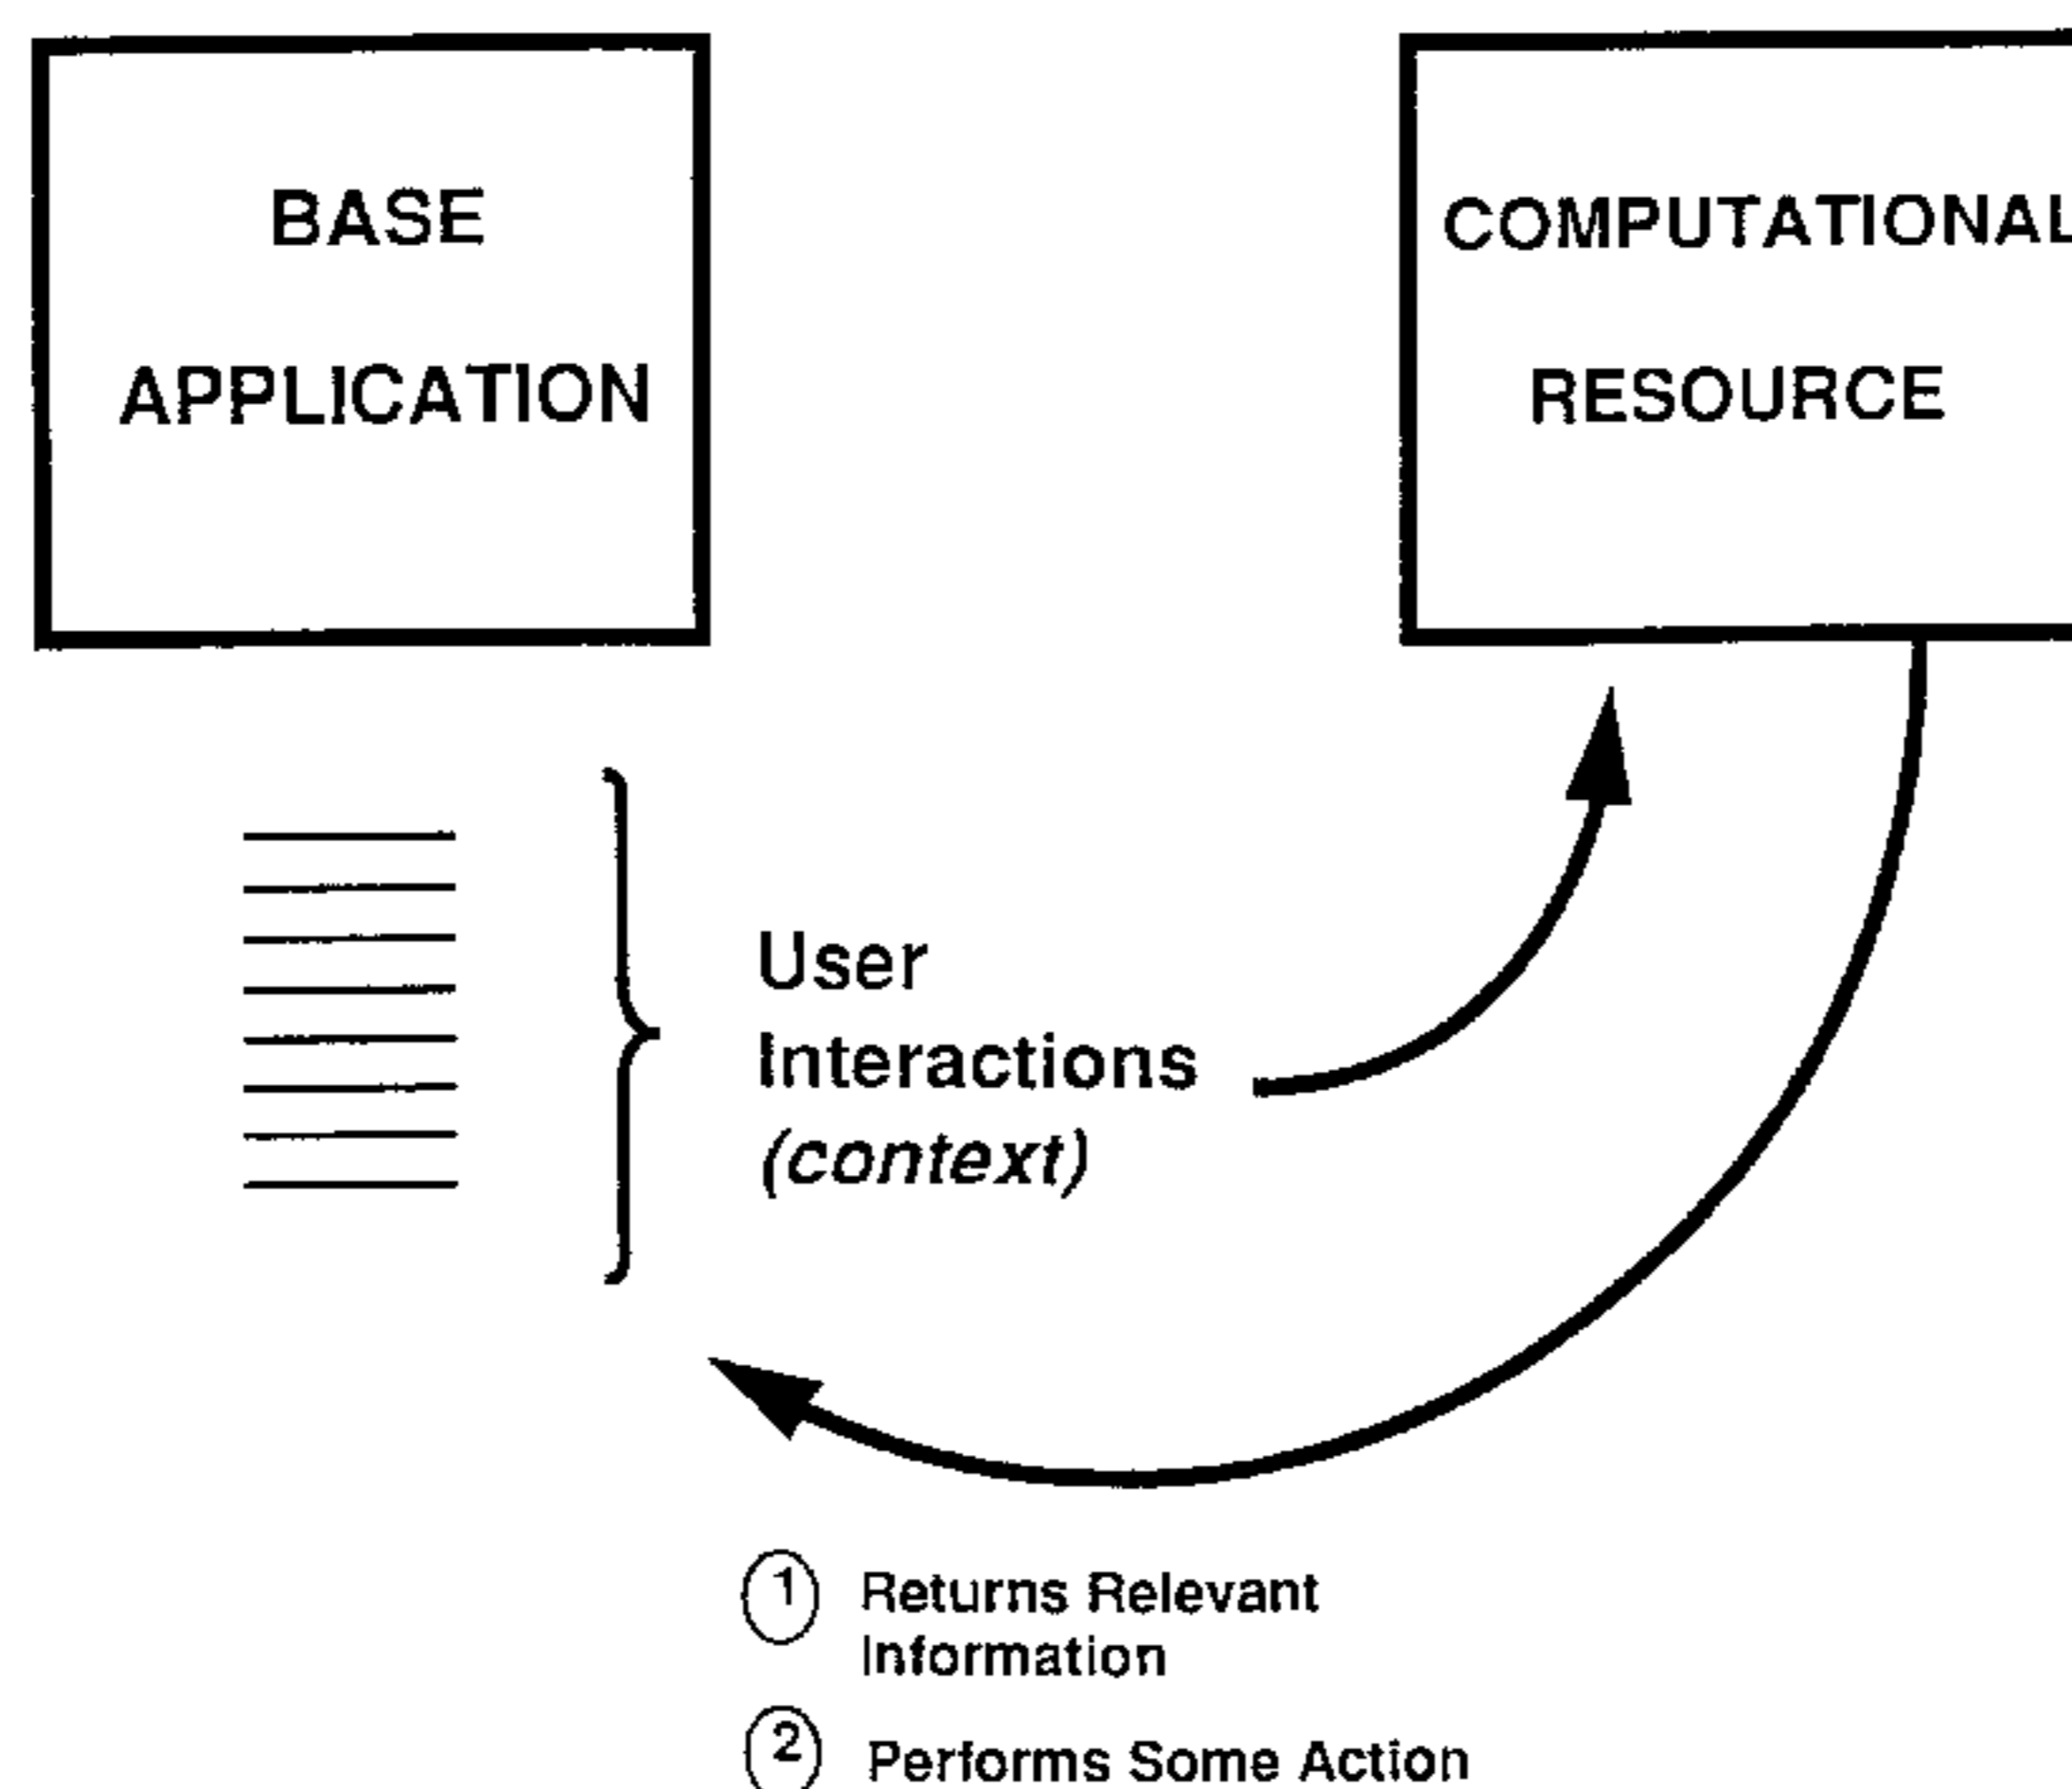 BASE
APPLICATION
COMPUTATIONAL
RESOURCE
User
Interactions
(context)
1 Returns Relevant
Information
2 Performs Some Action